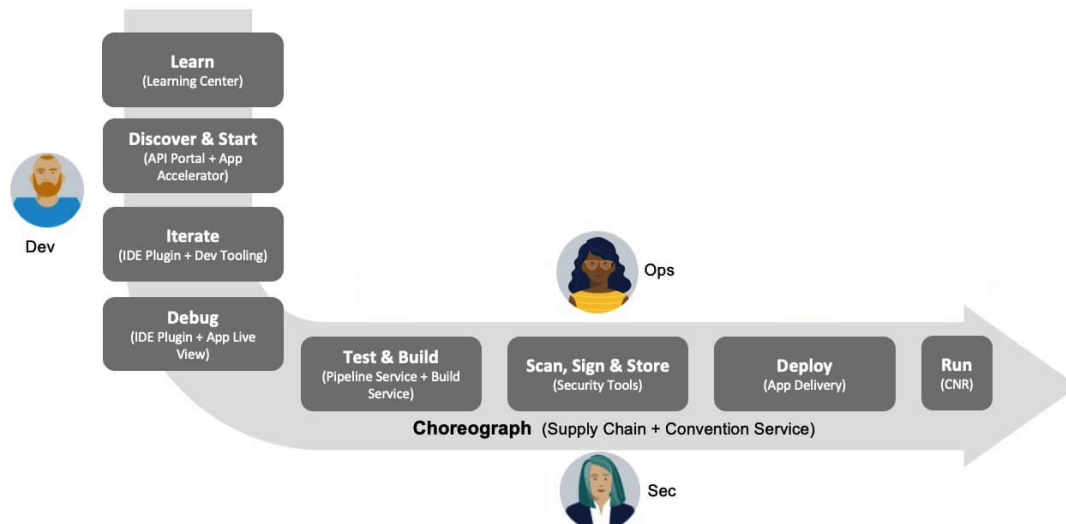 Learn
(Learning Center)
Discover & Start
(API Portal + App
Accelerator)
Dev
Iterate
(IDE Plugin + Dev Tooling)
Debug
(IDE Plugin + App Live
View)
Ops
Test & Build
(Pipeline Service + Build
Service)
Scan, Sign & Store
(Security Tools)
Deploy
(App Delivery)
Run
(CNR)
Choreograph (Supply Chain + Convention Service)
Sec